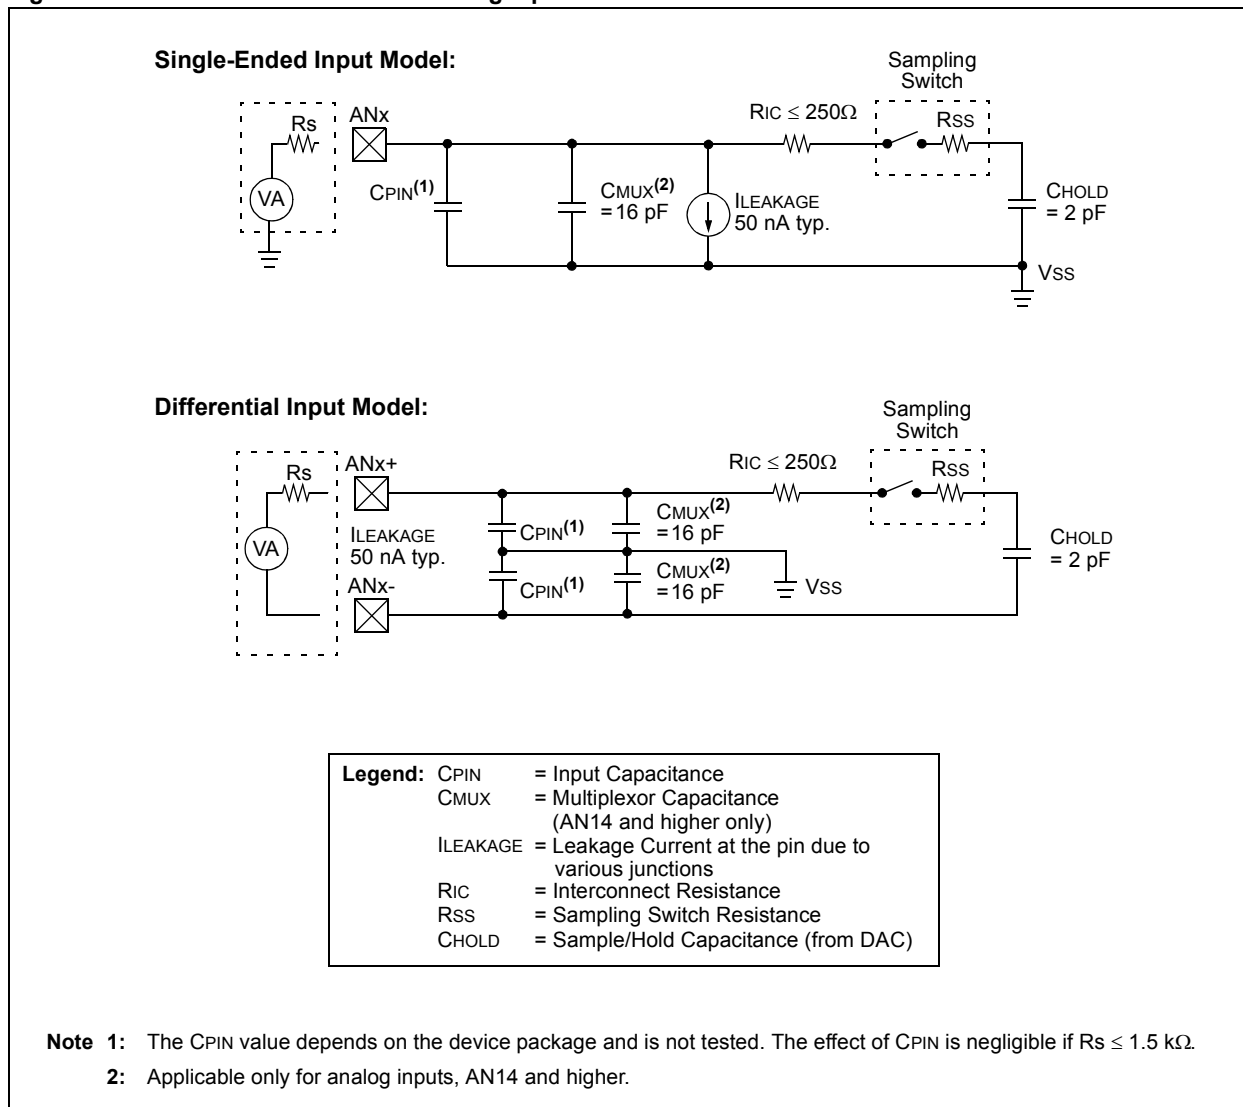 Single-Ended Input Model:
Sampling
Switch
Rs
ANx
RIC ≤ 250Ω
RSS
VA
CPIN(1)
CMUX(2)
= 16 pF
ILEAKAGE
50 nA typ.
CHOLD
= 2 pF
VSS
Differential Input Model:
Sampling
Switch
Rs
ANx+
RIC ≤ 250Ω
RSS
VA
ILEAKAGE
50 nA typ.
CPIN(1)
CMUX(2)
= 16 pF
CHOLD
= 2 pF
ANx-
CPIN(1)
CMUX(2)
= 16 pF
VSS
Legend: CPIN = Input Capacitance
CMUX = Multiplexor Capacitance
(AN14 and higher only)
ILEAKAGE = Leakage Current at the pin due to
various junctions
RIC = Interconnect Resistance
RSS = Sampling Switch Resistance
CHOLD = Sample/Hold Capacitance (from DAC)
Note 1: The CPIN value depends on the device package and is not tested. The effect of CPIN is negligible if Rs ≤ 1.5 kΩ.
2: Applicable only for analog inputs, AN14 and higher.